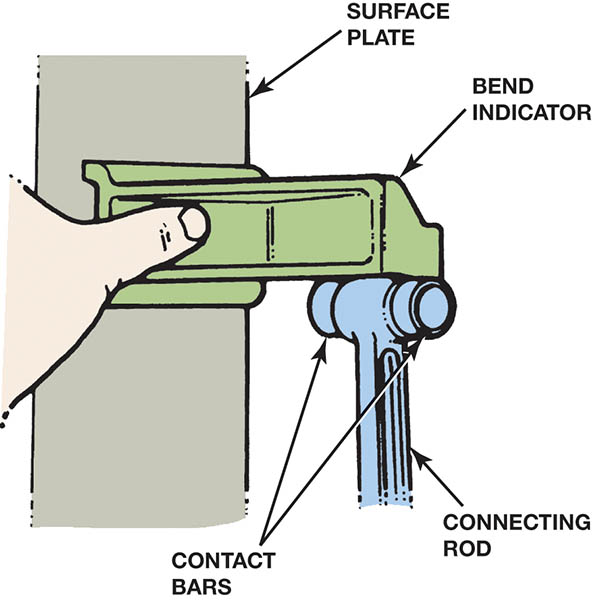 SURFACE
PLATE
BEND
INDICATOR
CONNECTING
ROD
CONTACT
BARS